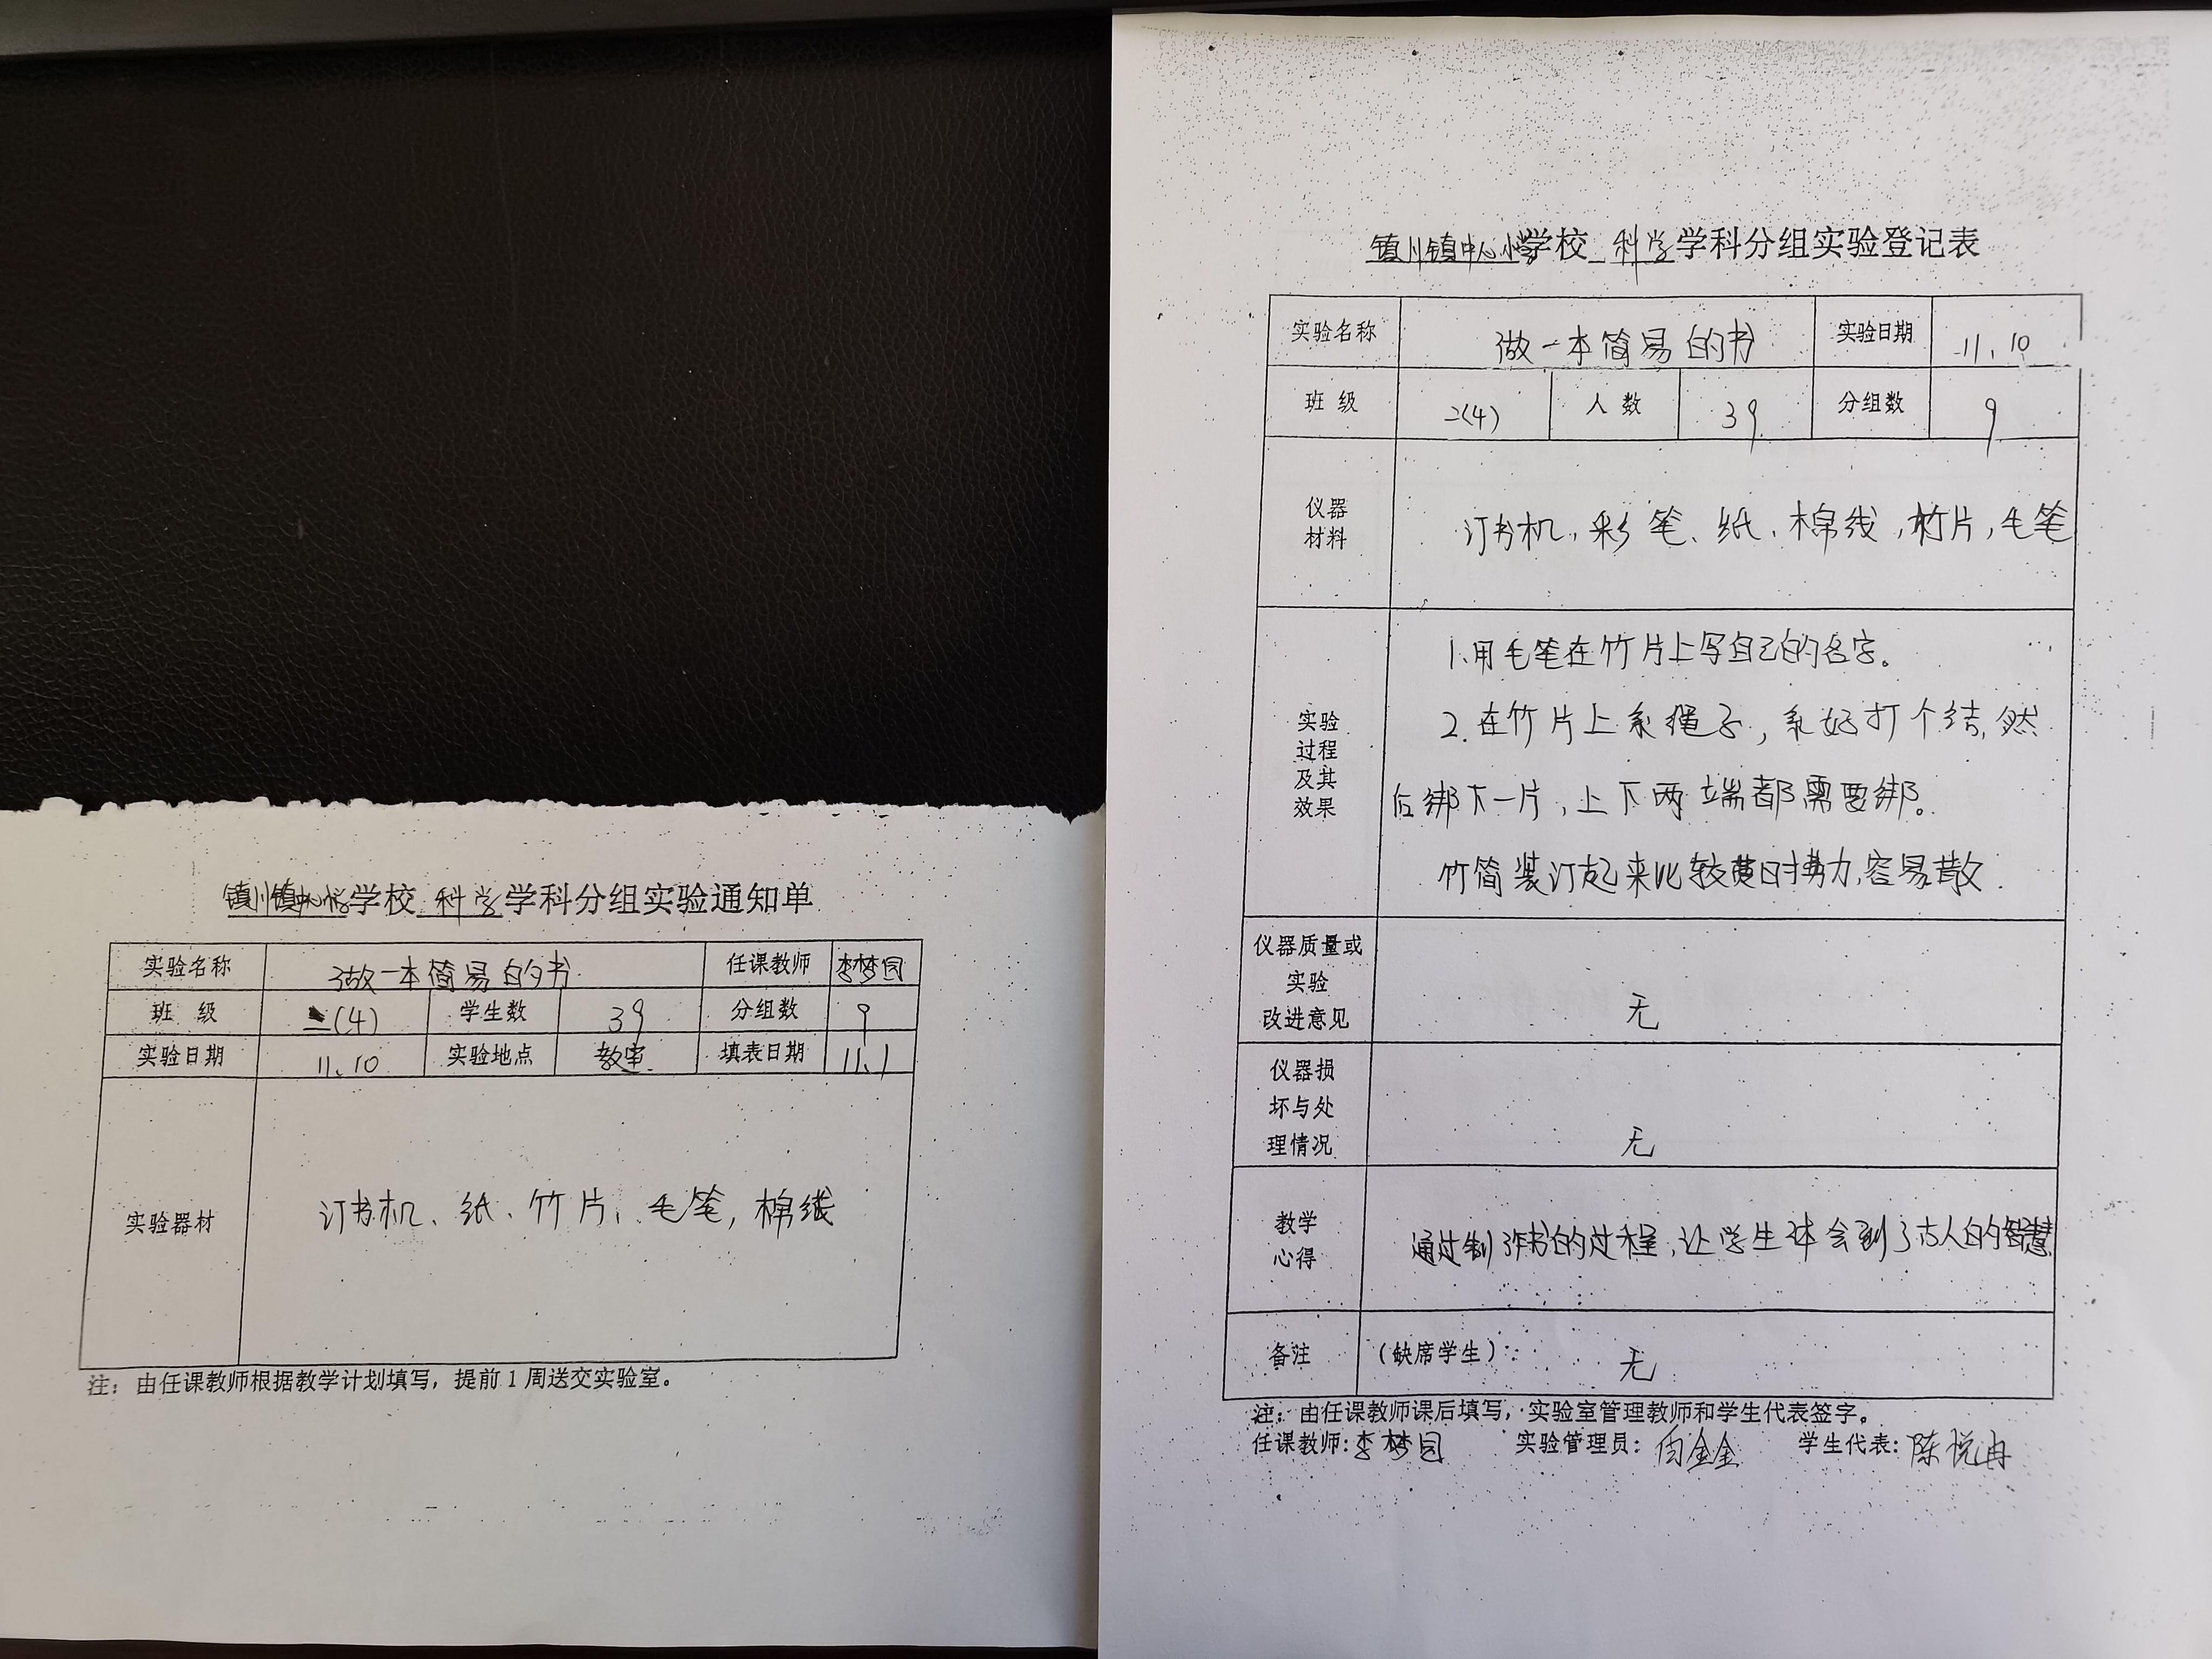 镇川镇中心小学学校 科学 学科分组实验通知单
实验名称 做一本简易的书 任课教师 李梦园
班 级 二(4) 学生数 39 分组数 9
实验日期 11.10 实验地点 教室 填表日期 11.1
实验器材 订书机、纸、竹片、毛笔,棉线
注：由任课教师根据教学计划填写，提前1周送交实验室。
镇川镇中心小学学校 科学 学科分组实验登记表
实验名称 做一本简易的书 实验日期 11.10
班 级 二(4) 人 数 39 分组数 9
仪器
材料
订书机、彩笔、纸、棉线,竹片,毛笔
实验
过程
及其
效果
1.用毛笔在竹片上写自己的名字。
2.在竹片上系绳子,系好打个结,然
后绑下一片,上下两端都需要绑。
竹简装订起来比较费时费力,容易散.
仪器质量或
实验
改进意见
无
仪器损
坏与处
理情况
无
教学
心得
通过制作书的过程,让学生体会到了古人的智慧
备注 (缺席学生)： 无
注：由任课教师课后填写，实验室管理教师和学生代表签字。
任课教师:李梦园 实验管理员：白金金 学生代表:陈悦冉